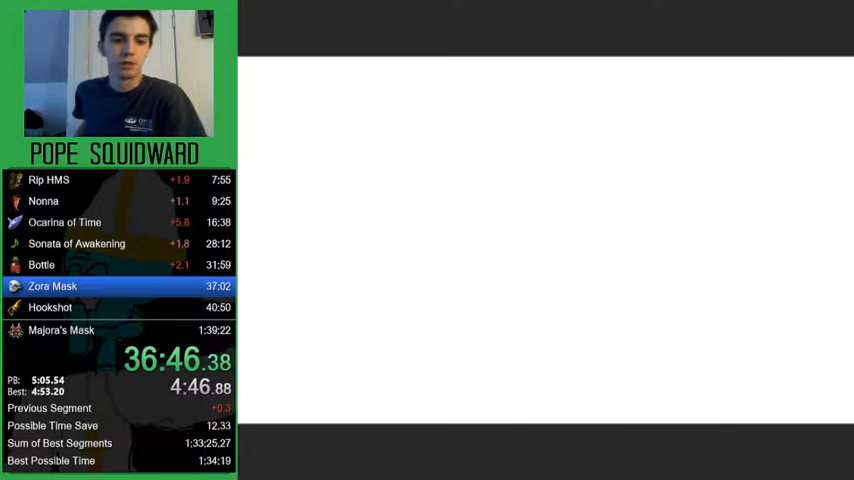 POPE SQUIDWARD
Rip HMS +1.9 7:55
Nonna +1.1 9:25
Ocarina of Time +5.8 16:38
Sonata of Awakening +1.8 28:12
Bottle +2.1 31:59
Zora Mask 37:02
Hookshot 40:50
Majora's Mask 1:39:22
36:46.38
PB: 5:05.54
Best: 4:53.20
4:46.88
Previous Segment +0.3
Possible Time Save 12.33
Sum of Best Segments 1:33:25.27
Best Possible Time 1:34:19